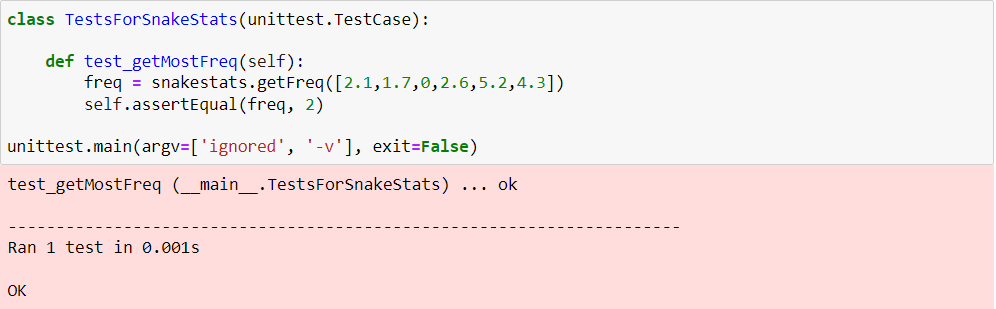 class TestsForSnakeStats(unittest.TestCase):
    def test_getMostFreq(self):
        freq = snakestats.getFreq([2.1,1.7,0,2.6,5.2,4.3])
        self.assertEqual(freq, 2)
unittest.main(argv=['ignored', '-v'], exit=False)
test_getMostFreq (__main__.TestsForSnakeStats) ... ok
----------------------------------------------------------------------
Ran 1 test in 0.001s
OK